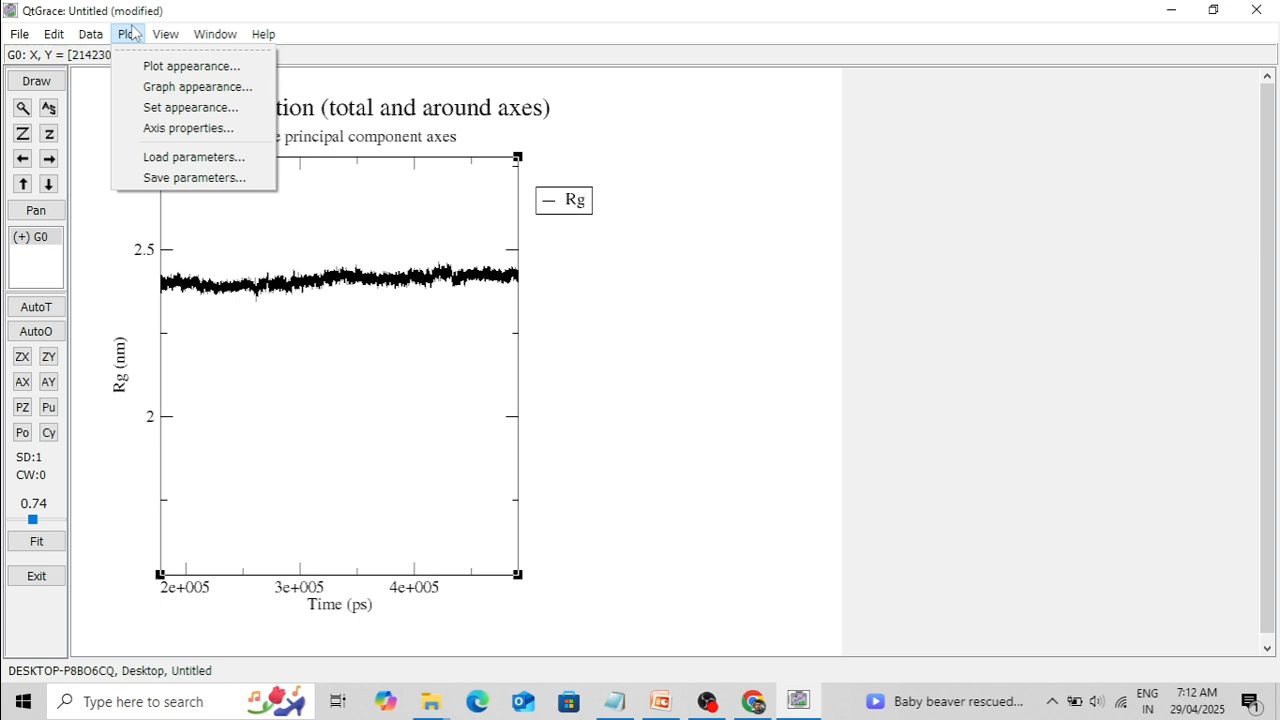 QtGrace: Untitled (modified)
File Edit Data Plot View Window Help
G0: X, Y = [214230
Plot appearance...
Graph appearance...
Set appearance...
Axis properties...
Load parameters...
Save parameters...
Draw
AS
Z z
Pan
(+) G0
AutoT
AutoO
ZX ZY
AX AY
PZ Pu
Po Cy
SD:1
CW:0
0.74
Fit
Exit
tion (total and around axes)
e principal component axes
Rg
2.5
2
Rg (nm)
2e+005 3e+005 4e+005
Time (ps)
DESKTOP-P8BO6CQ, Desktop, Untitled
Type here to search
Baby beaver rescued...
ENG
IN
7:12 AM
29/04/2025
1